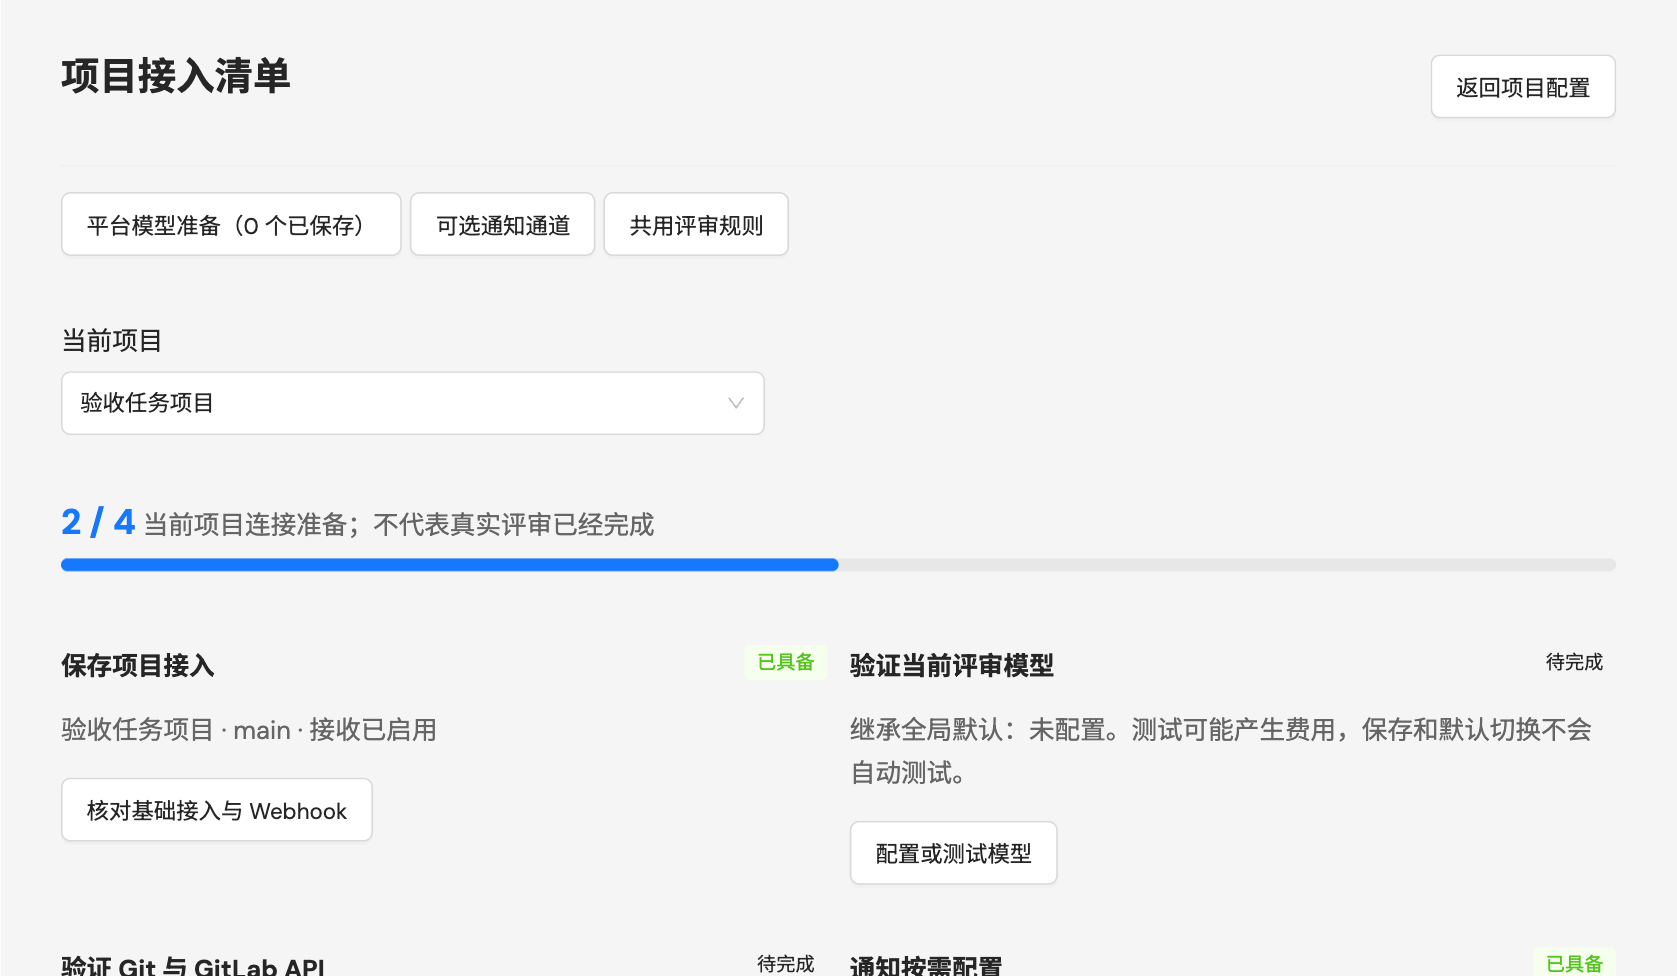 项目接入清单
返回项目配置
平台模型准备（0 个已保存）
可选通知通道
共用评审规则
当前项目
验收任务项目
2 / 4 当前项目连接准备；不代表真实评审已经完成
保存项目接入
已具备
验收任务项目 · main · 接收已启用
核对基础接入与 Webhook
验证当前评审模型
待完成
继承全局默认：未配置。测试可能产生费用，保存和默认切换不会
自动测试。
配置或测试模型
验证 Git 与 GitLab API
待完成
通知按需配置
已具备